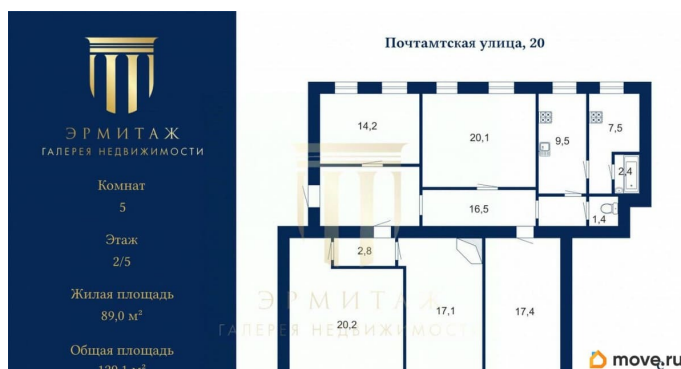 ЭРМИТАЖ
ГАЛЕРЕЯ НЕДВИЖИМОСТИ
Комнат
5
Этаж
2/5
Жилая площадь
89,0 м²
Общая площадь
Почтамтская улица, 20
14,2
20,1
9,5
7,5
2,4
16,5
1,4
2,8
20,2
17,1
17,4
ЭРМИТАЖ
ГАЛЕРЕЯ НЕДВИЖИМОСТИ
move.ru